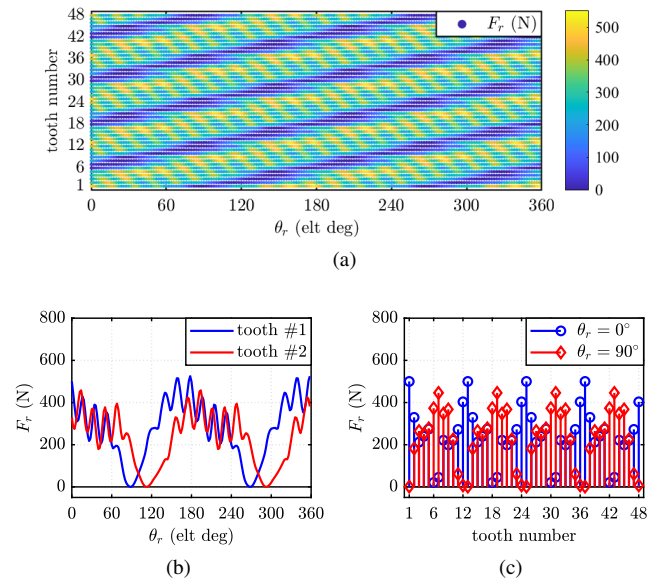 48
42
36
30
24
18
12
6
1
tooth number
F_r (N)
500
400
300
200
100
0
0 60 120 180 240 300 360
θ_r (elt deg)
(a)
800
600
400
200
0
F_r (N)
tooth #1
tooth #2
0 60 112 180 240 300 360
θ_r (elt deg)
(b)
800
600
400
200
0
F_r (N)
θ_r = 0°
θ_r = 90°
1 6 12 18 24 30 36 42 48
tooth number
(c)